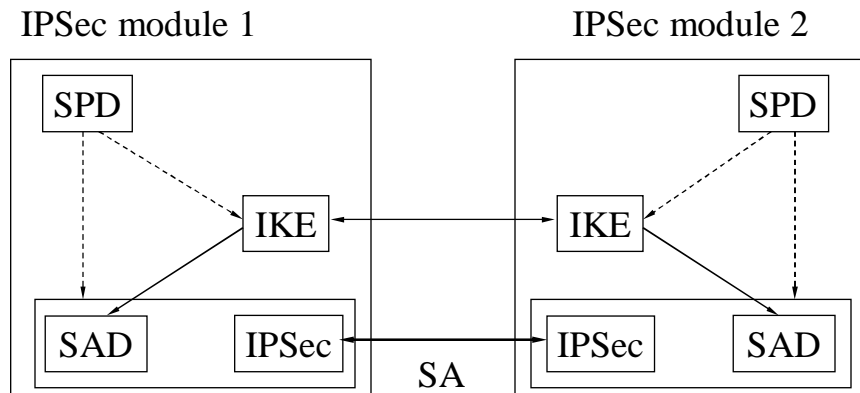 IPSec module 1
IPSec module 2
SPD
SPD
IKE
IKE
SAD
IPSec
IPSec
SAD
SA